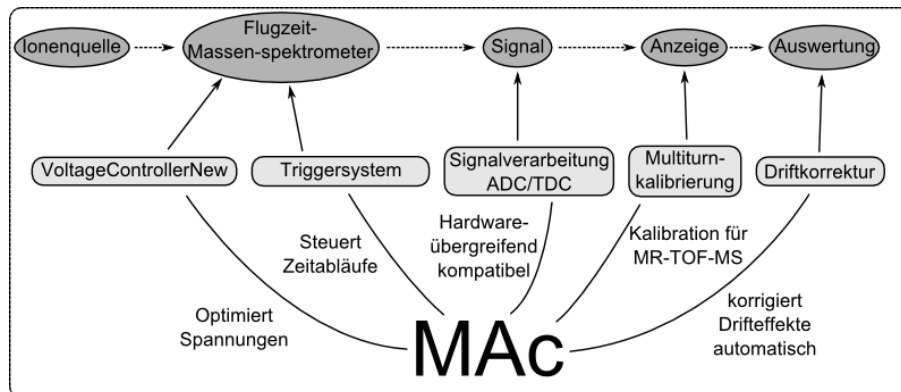 Ionenquelle
Flugzeit-
Massen-spektrometer
Signal
Anzeige
Auswertung
VoltageControllerNew
Triggersystem
Signalverarbeitung
ADC/TDC
Multiturn-
kalibrierung
Driftkorrektur
Optimiert
Spannungen
Steuert
Zeitabläufe
Hardware-
übergreifend
kompatibel
Kalibration für
MR-TOF-MS
korrigiert
Drifteffekte
automatisch
MAc